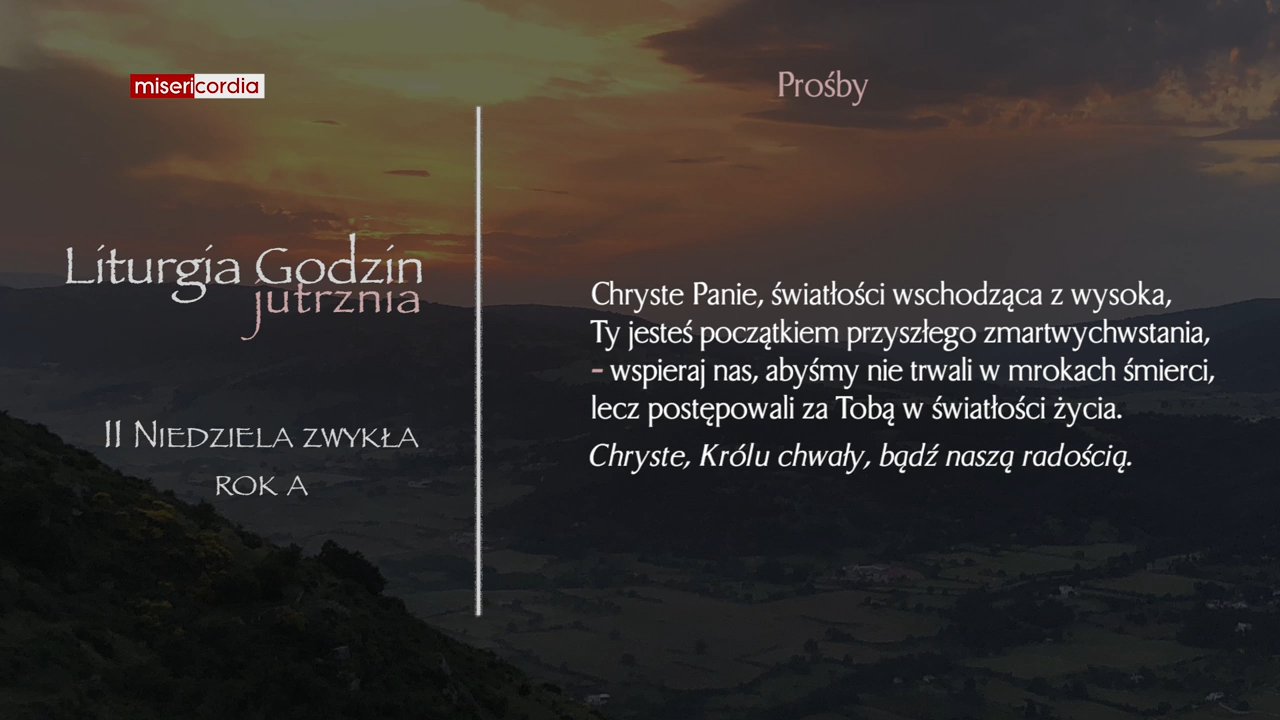 misericordia
Prośby
Liturgia Godzin
jutrznia
II Niedziela zwykła
rok A
Chryste Panie, światłości wschodząca z wysoka,
Ty jesteś początkiem przyszłego zmartwychwstania,
- wspieraj nas, abyśmy nie trwali w mrokach śmierci,
lecz postępowali za Tobą w światłości życia.
Chryste, Królu chwały, bądź naszą radością.